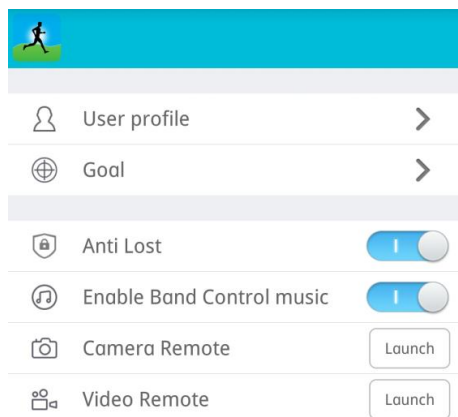 User profile
Goal
Anti Lost
Enable Band Control music
Camera Remote Launch
Video Remote Launch